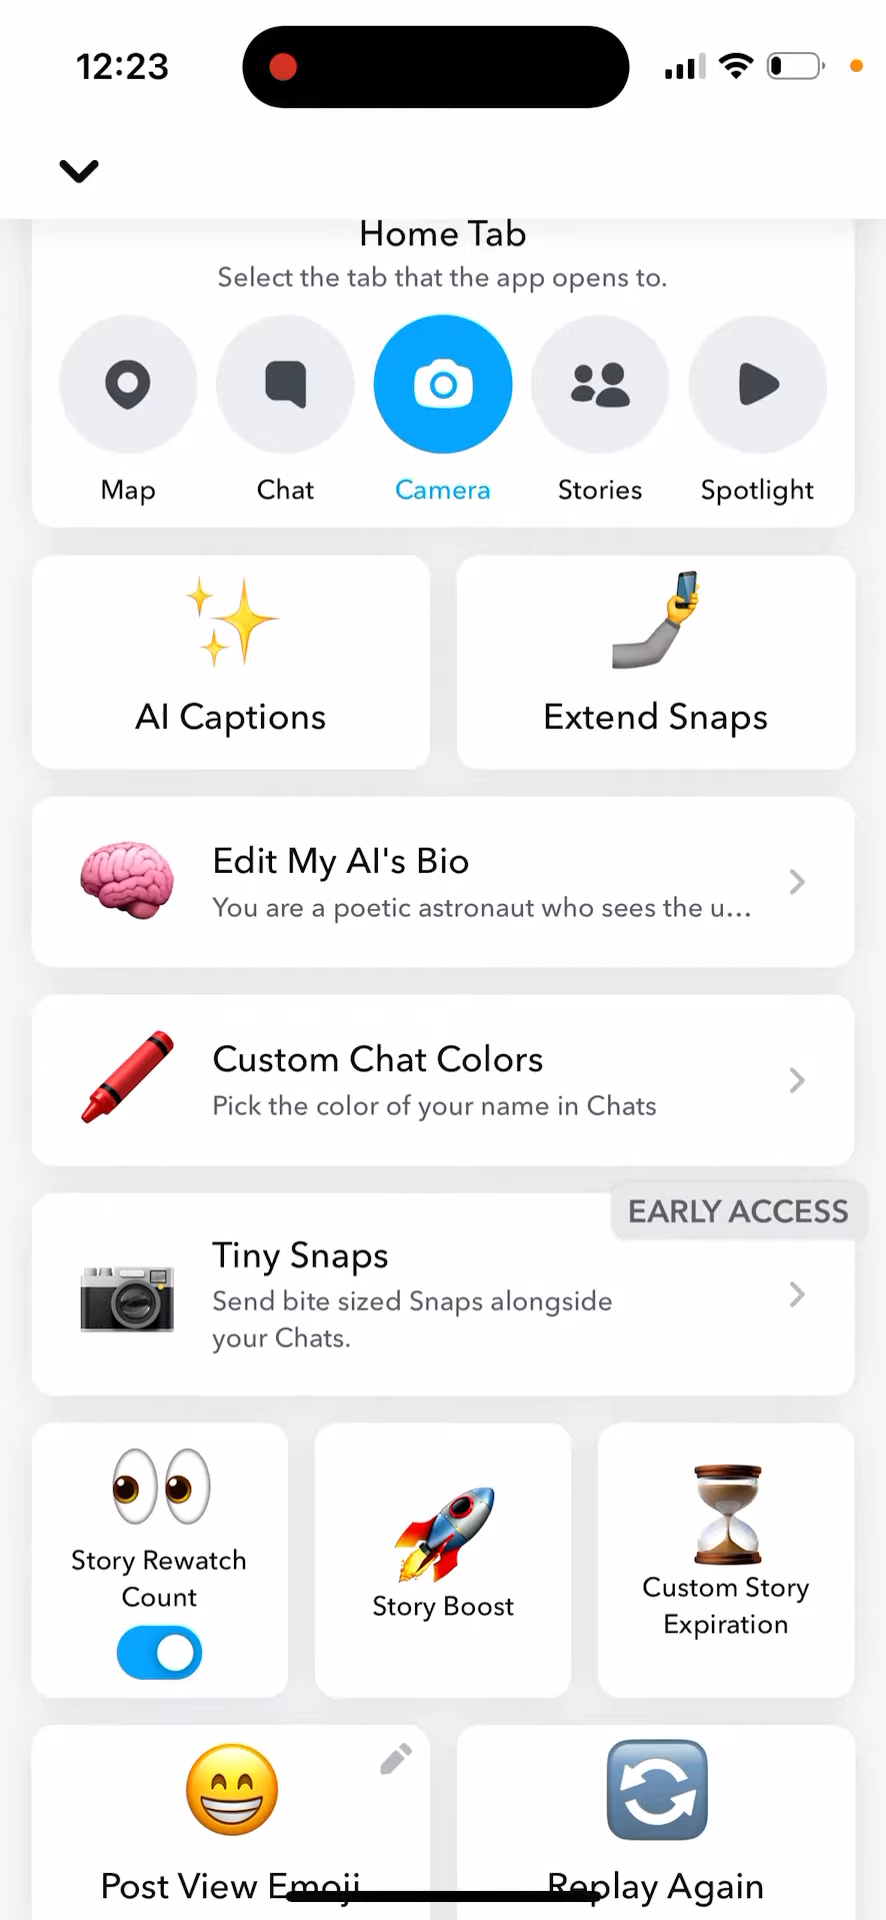 12:23
Home Tab
Select the tab that the app opens to.
Map
Chat
Camera
Stories
Spotlight
AI Captions
Extend Snaps
Edit My AI's Bio
You are a poetic astronaut who sees the u...
Custom Chat Colors
Pick the color of your name in Chats
EARLY ACCESS
Tiny Snaps
Send bite sized Snaps alongside
your Chats.
Story Rewatch
Count
Story Boost
Custom Story
Expiration
Post View Emoji
Replay Again